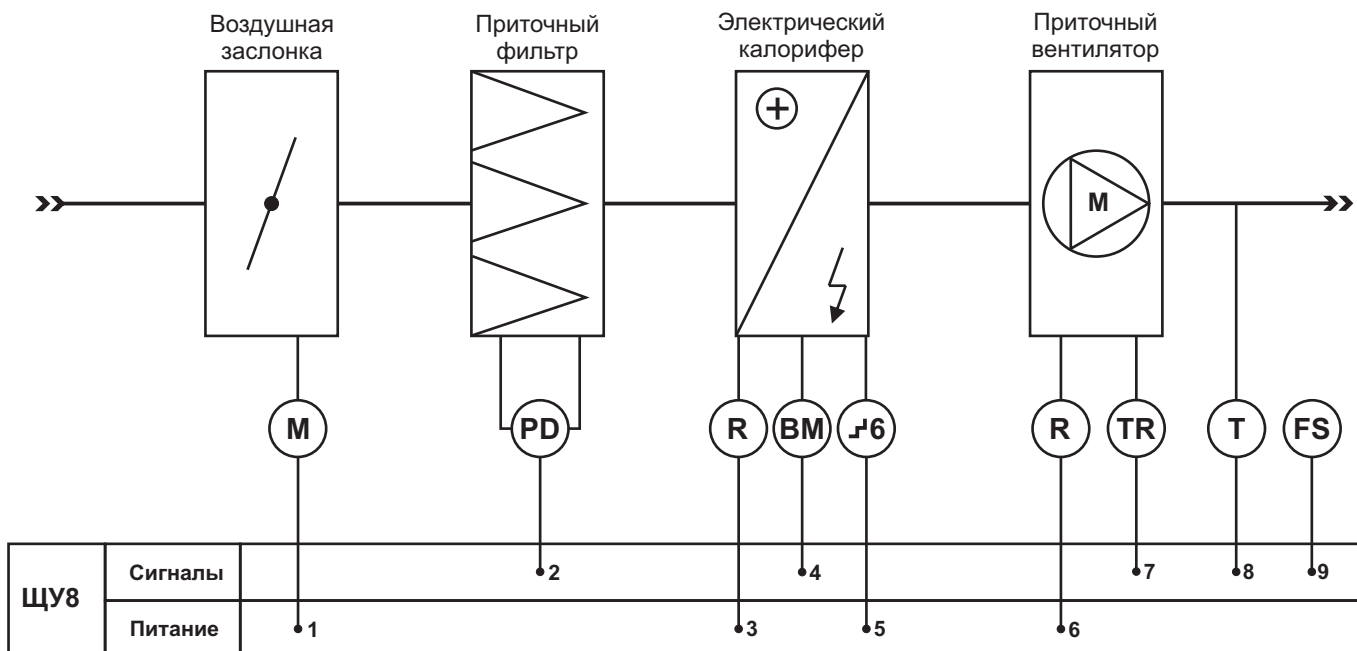 Воздушная
заслонка
Приточный
фильтр
Электрический
калорифер
Приточный
вентилятор
M
M
PD
R
BM
6
R
TR
T
FS
ЩУ8
Сигналы
2
4
7
8
9
Питание
1
3
5
6